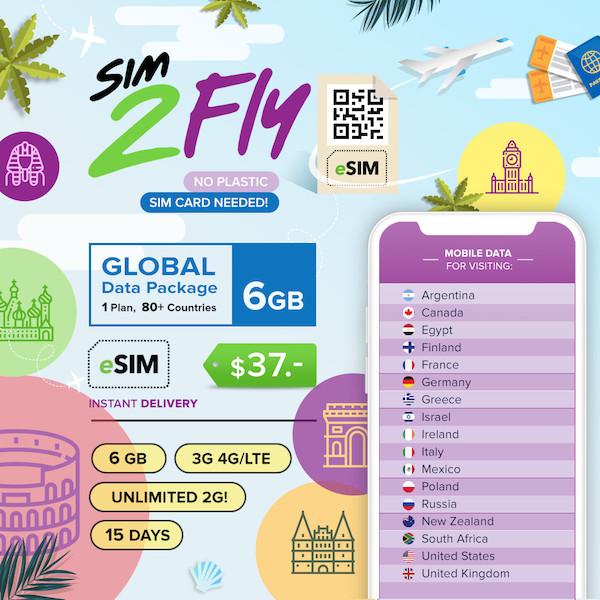 SIM
2Fly
eSIM
NO PLASTIC
SIM CARD NEEDED!
GLOBAL
Data Package
1 Plan, 80+ Countries
6GB
eSIM
$37.-
INSTANT DELIVERY
6 GB
3G 4G/LTE
UNLIMITED 2G!
15 DAYS
MOBILE DATA
FOR VISITING:
Argentina
Canada
Egypt
Finland
France
Germany
Greece
Israel
Ireland
Italy
Mexico
Poland
Russia
New Zealand
South Africa
United States
United Kingdom